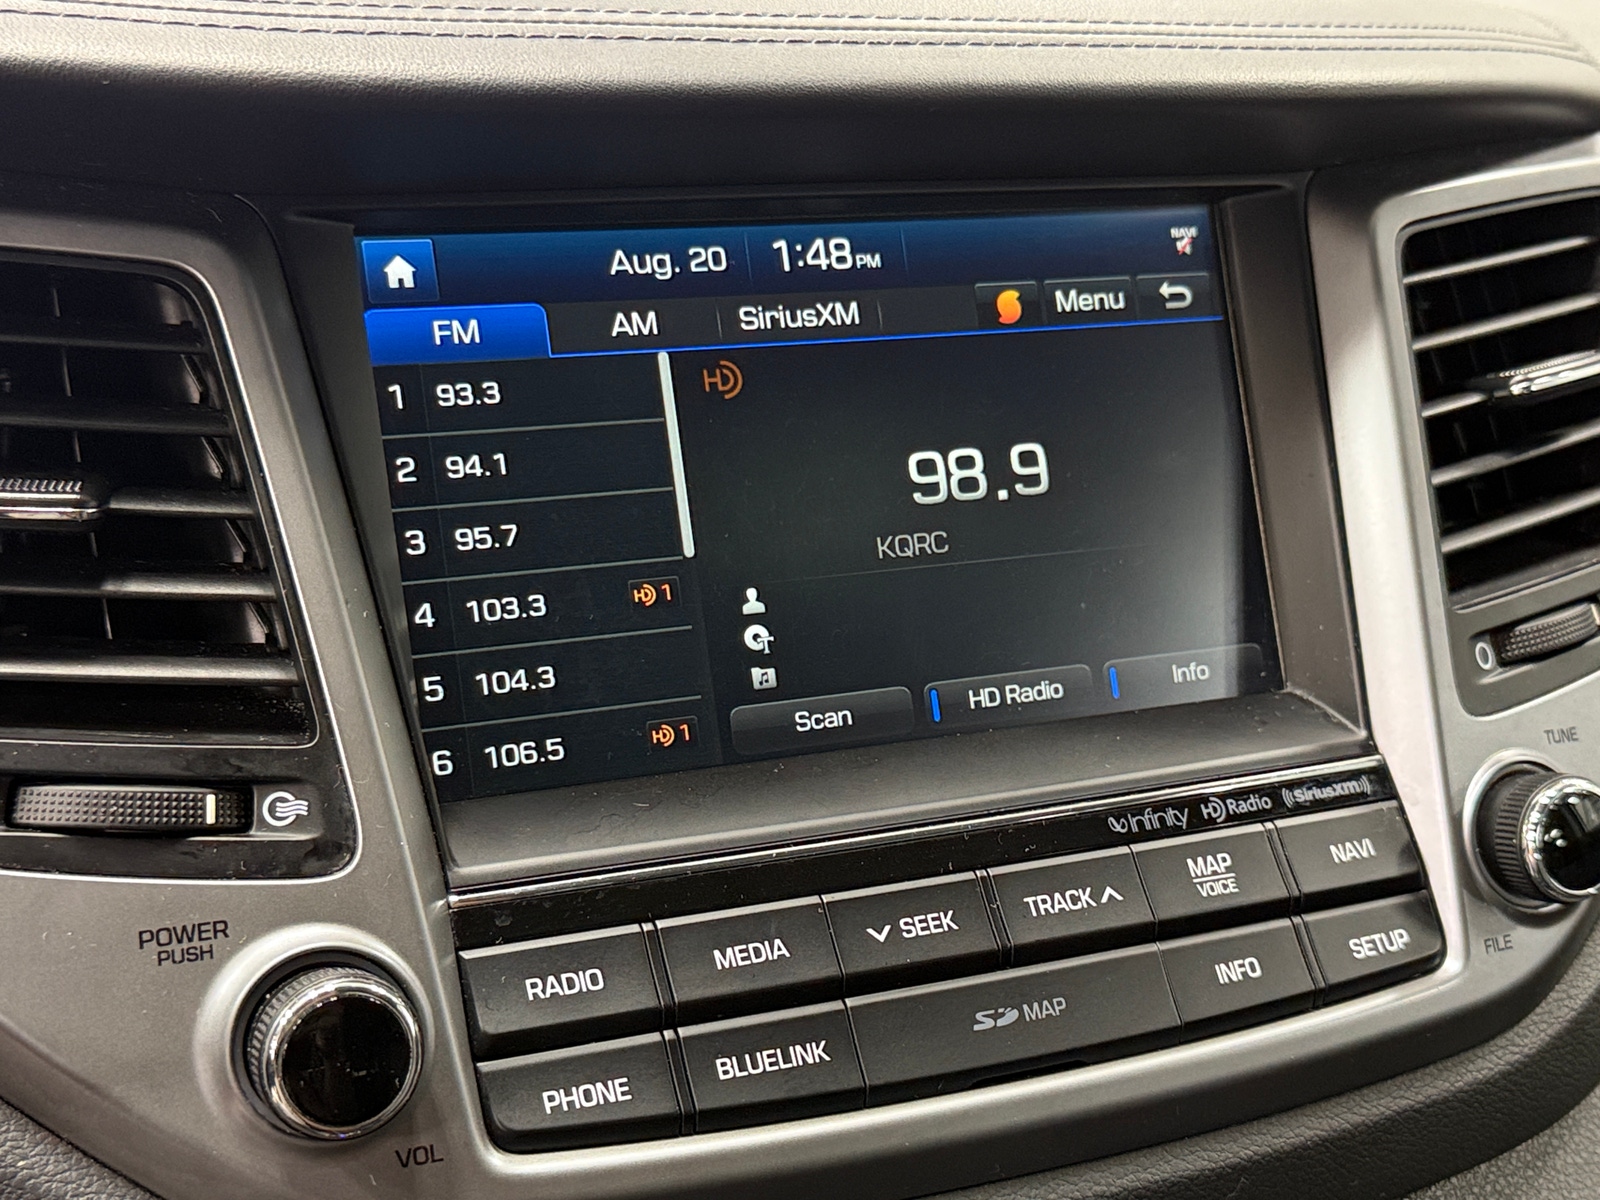 Aug. 20 1:48 PM
NAVI
FM AM SiriusXM Menu
1 93.3
2 94.1
3 95.7
4 103.3 HD 1
5 104.3
6 106.5 HD 1
HD
98.9
KQRC
Scan HD Radio Info
Infinity HD Radio ((SiriusXM))
RADIO MEDIA SEEK TRACK MAP VOICE NAVI
PHONE BLUELINK SD MAP INFO SETUP
POWER
PUSH
VOL
0
TUNE
FILE